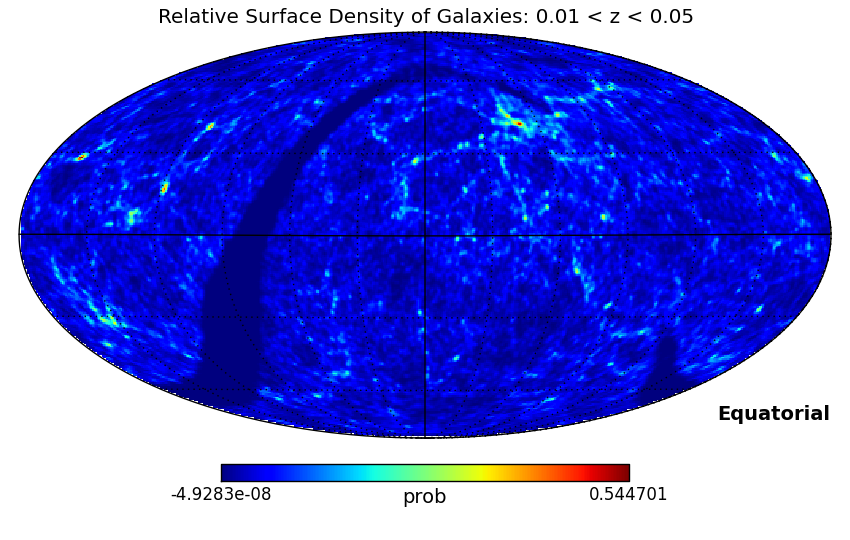 Relative Surface Density of Galaxies: 0.01 < z < 0.05
Equatorial
-4.9283e-08 prob 0.544701